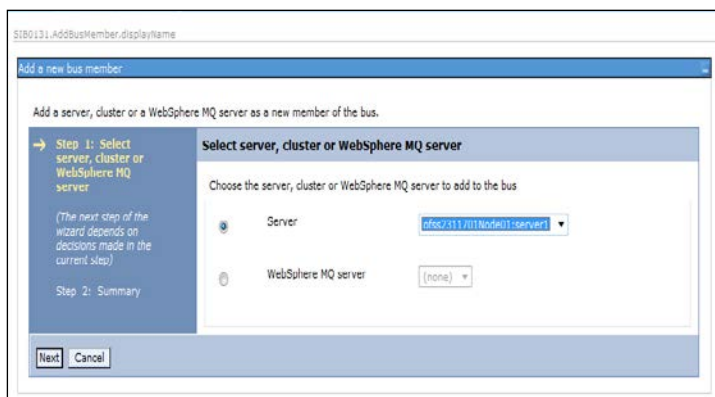 SIB0131.AddBusMember.displayName
Add a new bus member
Add a server, cluster or a WebSphere MQ server as a new member of the bus.
Step 1: Select
server, cluster or
WebSphere MQ
server
(The next step of the
wizard depends on
decisions made in the
current step)
Step 2: Summary
Select server, cluster or WebSphere MQ server
Choose the server, cluster or WebSphere MQ server to add to the bus
Server
ofss2311701Node01:server1
WebSphere MQ server
(none)
Next Cancel